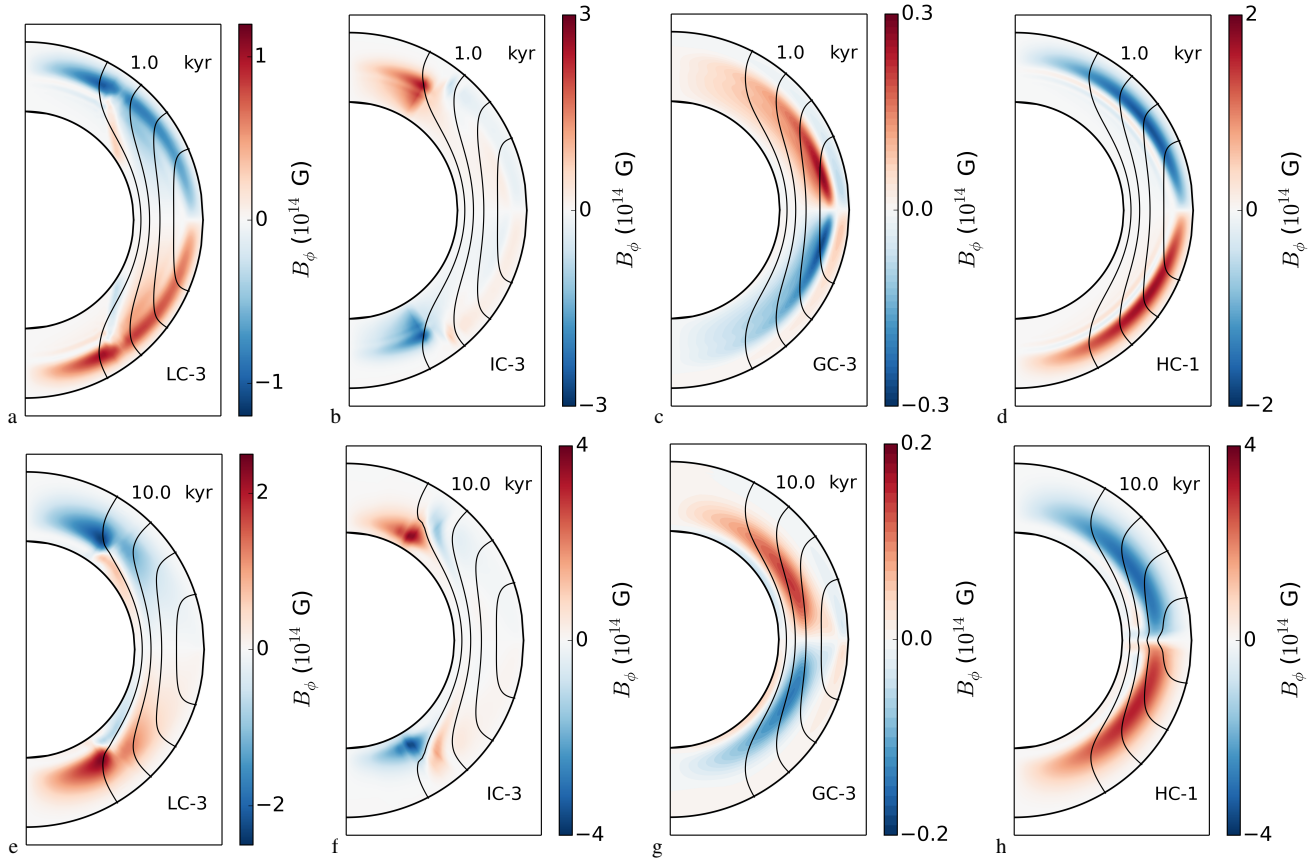 1.0 kyr
LC-3
1
0
−1
B_ϕ (10^14 G)
a
1.0 kyr
IC-3
3
0
−3
B_ϕ (10^14 G)
b
1.0 kyr
GC-3
0.3
0.0
−0.3
B_ϕ (10^14 G)
c
1.0 kyr
HC-1
2
0
−2
B_ϕ (10^14 G)
d
10.0 kyr
LC-3
2
0
−2
B_ϕ (10^14 G)
e
10.0 kyr
IC-3
4
0
−4
B_ϕ (10^14 G)
f
10.0 kyr
GC-3
0.2
0.0
−0.2
B_ϕ (10^14 G)
g
10.0 kyr
HC-1
4
0
−4
B_ϕ (10^14 G)
h